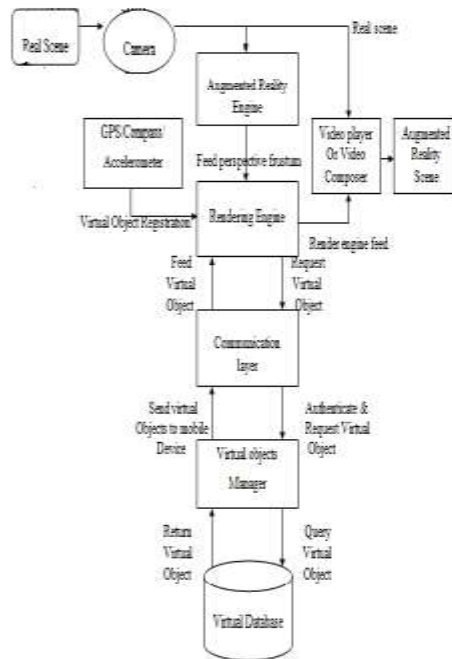 Real Scene
Camera
Real scene
Augmented Reality
Engine
GPS/Compass
Accelerometer
Video player
Or Video
Composer
Augmented
Reality
Scene
Feed perspective frustum
Virtual Object Registration
Rendering Engine
Render engine feed
Feed
Virtual
Object
Request
Virtual
Object
Communication
layer
Send virtual
Objects to mobile
Device
Authenticate &
Request Virtual
Object
Virtual objects
Manager
Return
Virtual
Object
Query
Virtual
Object
Virtual Database